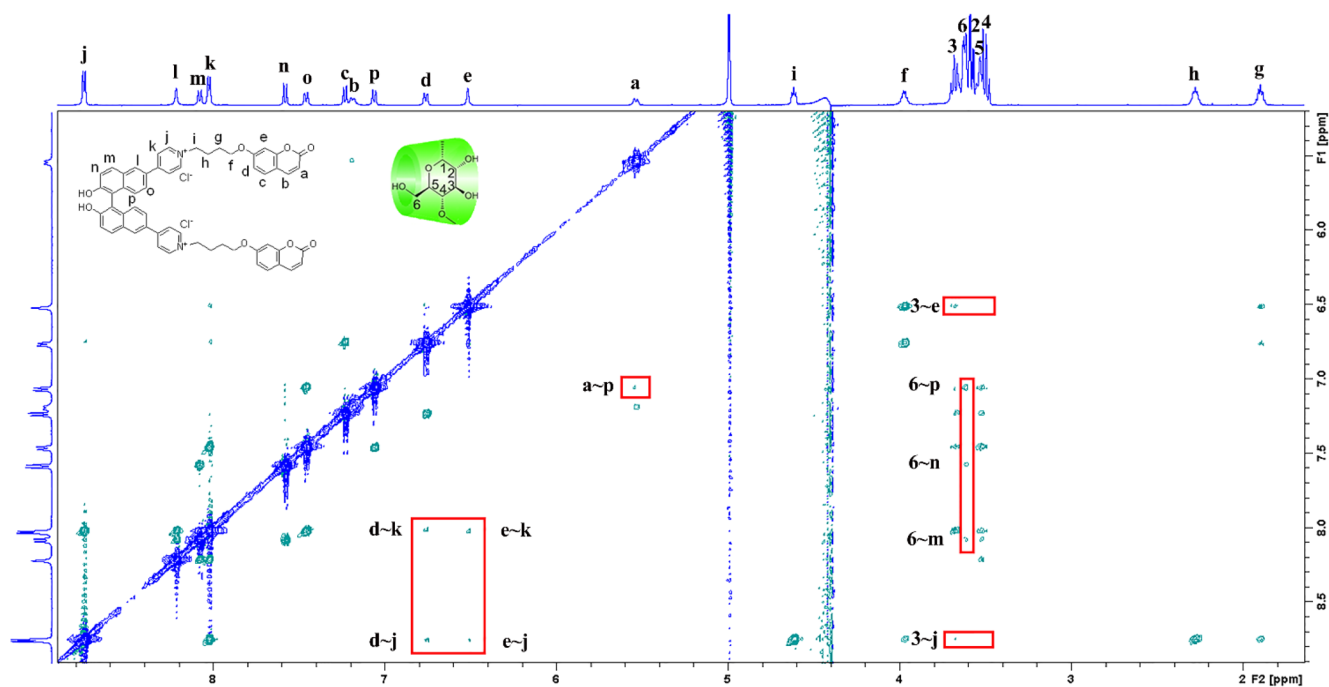 6 2 4
3 5
j l m k n o c b p d e a i f h g
e
j i g
k O O O
h f d a
m l N+ c b
n Cl-
HO o
p
HO Cl-
N+ O O O
OH
O 1 2
HO 5 4 3 OH
6
O
3~e
a~p 6~p
6~n
d~k e~k 6~m
d~j e~j 3~j
6.0
6.5
7.0
7.5
8.0
8.5
F1 [ppm]
8 7 6 5 4 3 2 F2 [ppm]